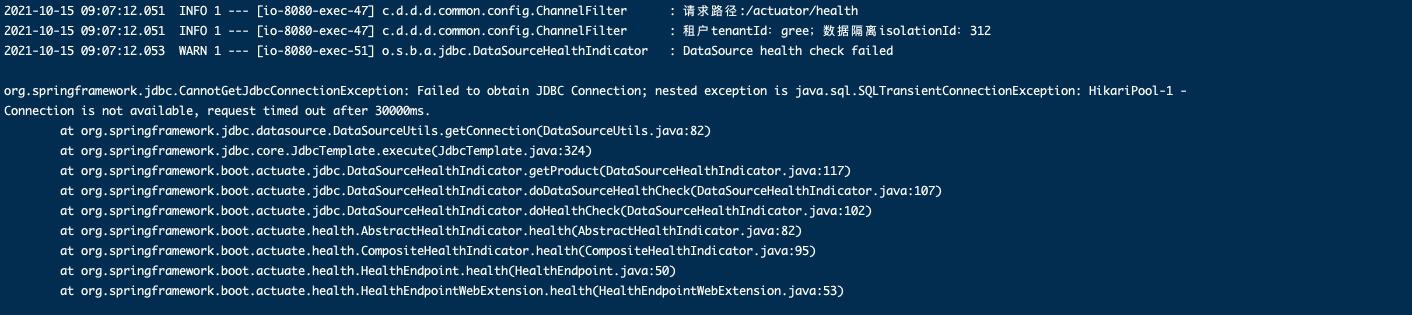 2021-10-15 09:07:12.051  INFO 1 --- [io-8080-exec-47] c.d.d.d.common.config.ChannelFilter      : 请求路径:/actuator/health
2021-10-15 09:07:12.051  INFO 1 --- [io-8080-exec-47] c.d.d.d.common.config.ChannelFilter      : 租户tenantId：gree；数据隔离isolationId：312
2021-10-15 09:07:12.053  WARN 1 --- [io-8080-exec-51] o.s.b.a.jdbc.DataSourceHealthIndicator   : DataSource health check failed
org.springframework.jdbc.CannotGetJdbcConnectionException: Failed to obtain JDBC Connection; nested exception is java.sql.SQLTransientConnectionException: HikariPool-1 -
Connection is not available, request timed out after 30000ms.
at org.springframework.jdbc.datasource.DataSourceUtils.getConnection(DataSourceUtils.java:82)
at org.springframework.jdbc.core.JdbcTemplate.execute(JdbcTemplate.java:324)
at org.springframework.boot.actuate.jdbc.DataSourceHealthIndicator.getProduct(DataSourceHealthIndicator.java:117)
at org.springframework.boot.actuate.jdbc.DataSourceHealthIndicator.doDataSourceHealthCheck(DataSourceHealthIndicator.java:107)
at org.springframework.boot.actuate.jdbc.DataSourceHealthIndicator.doHealthCheck(DataSourceHealthIndicator.java:102)
at org.springframework.boot.actuate.health.AbstractHealthIndicator.health(AbstractHealthIndicator.java:82)
at org.springframework.boot.actuate.health.CompositeHealthIndicator.health(CompositeHealthIndicator.java:95)
at org.springframework.boot.actuate.health.HealthEndpoint.health(HealthEndpoint.java:50)
at org.springframework.boot.actuate.health.HealthEndpointWebExtension.health(HealthEndpointWebExtension.java:53)